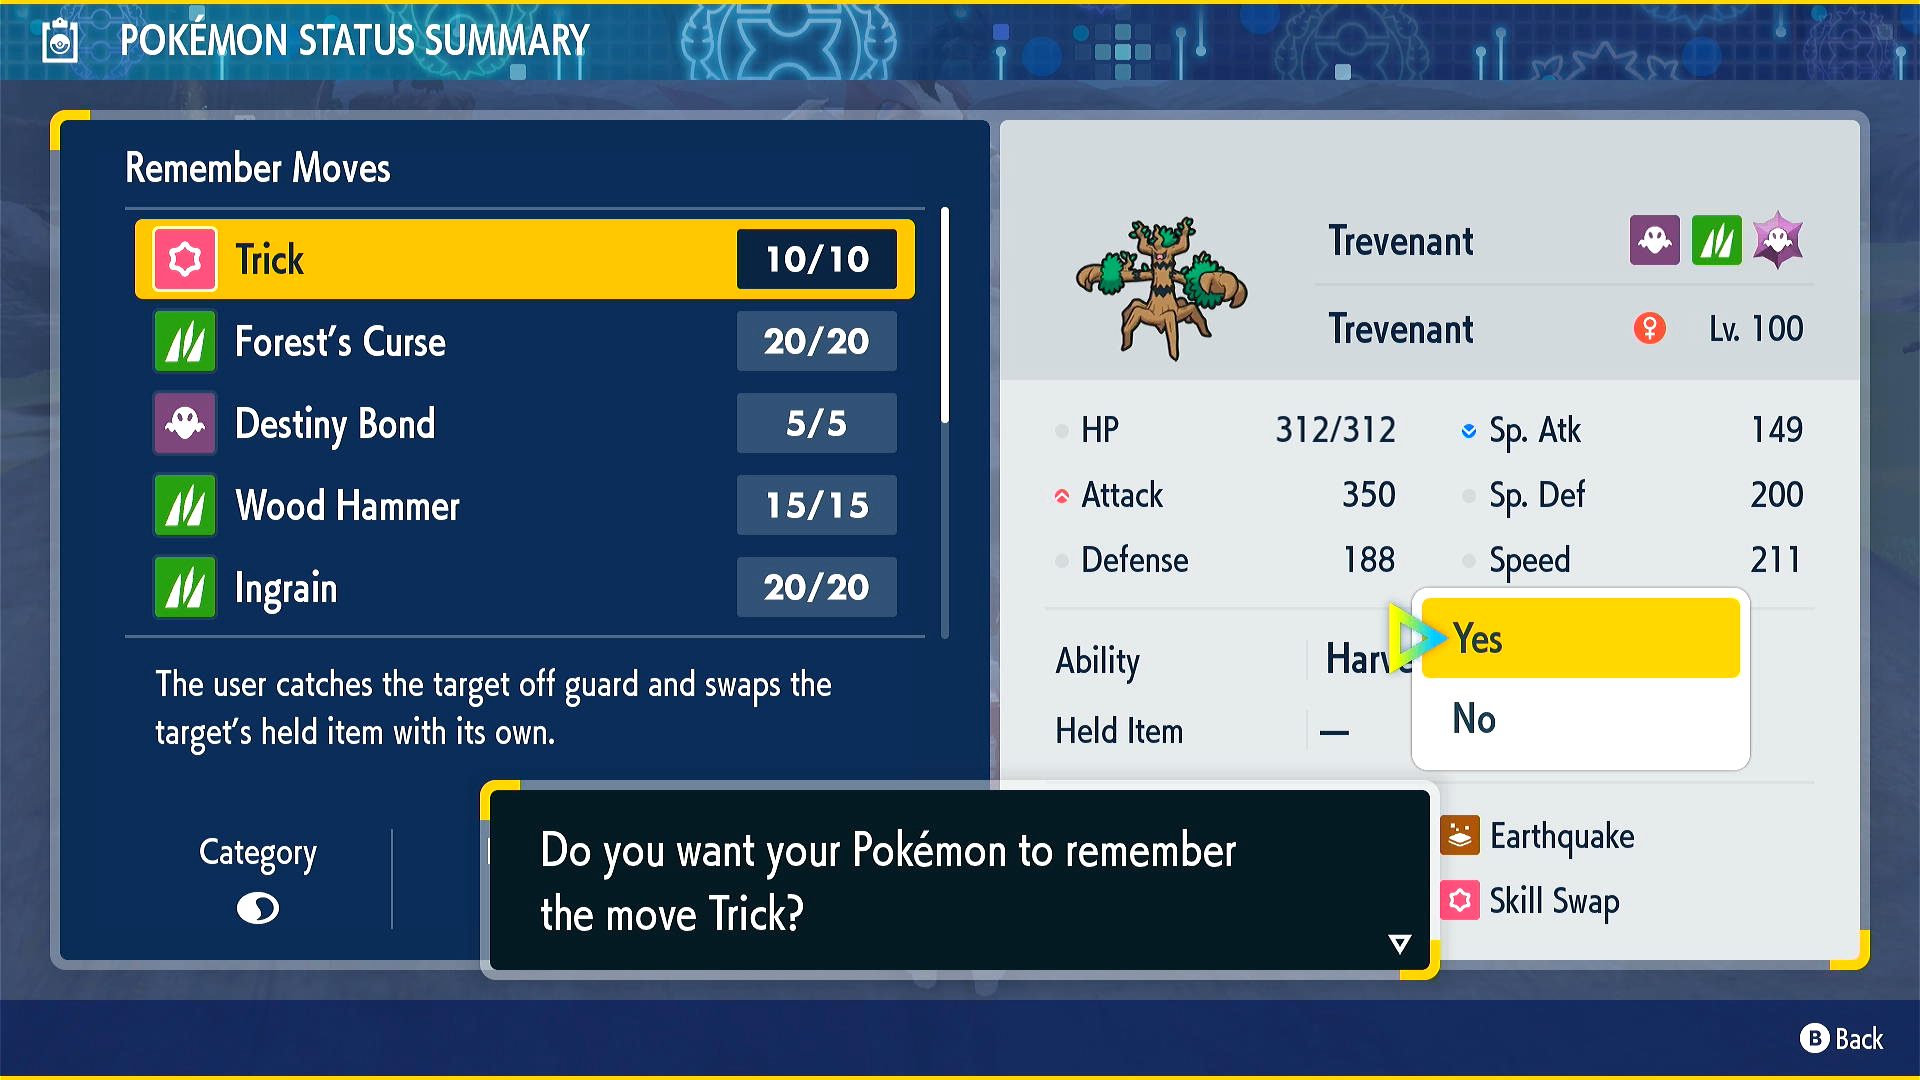 POKÉMON STATUS SUMMARY
Remember Moves
Trick 10/10
Forest's Curse 20/20
Destiny Bond 5/5
Wood Hammer 15/15
Ingrain 20/20
The user catches the target off guard and swaps the
target's held item with its own.
Category
Trevenant
Trevenant Lv. 100
HP 312/312 Sp. Atk 149
Attack 350 Sp. Def 200
Defense 188 Speed 211
Ability
Held Item —
Yes
No
Earthquake
Skill Swap
Do you want your Pokémon to remember
the move Trick?
B Back